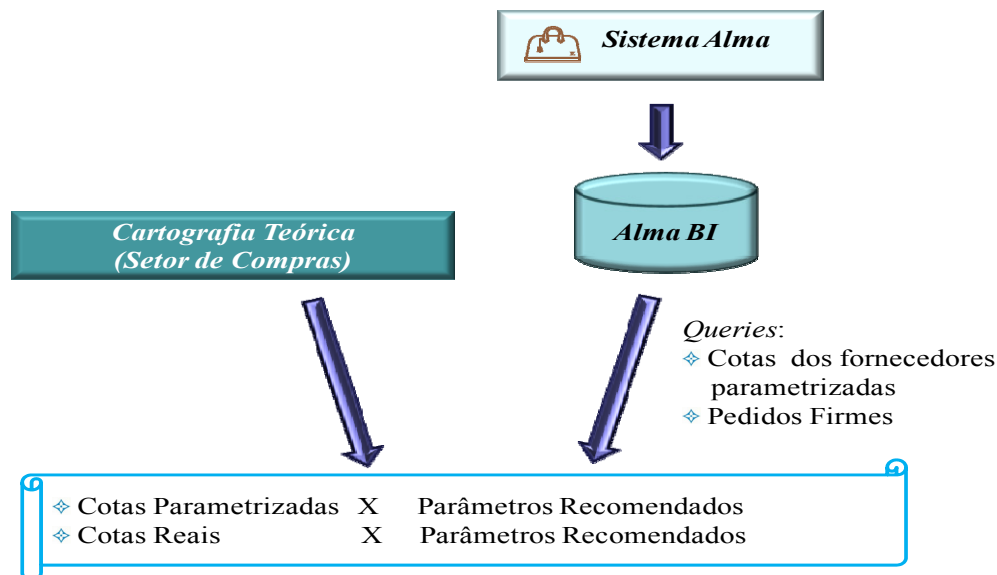 Sistema Alma
Alma BI
Cartografia Teórica
(Setor de Compras)
Queries:
Cotas dos fornecedores
parametrizadas
Pedidos Firmes
Cotas Parametrizadas X Parâmetros Recomendados
Cotas Reais X Parâmetros Recomendados